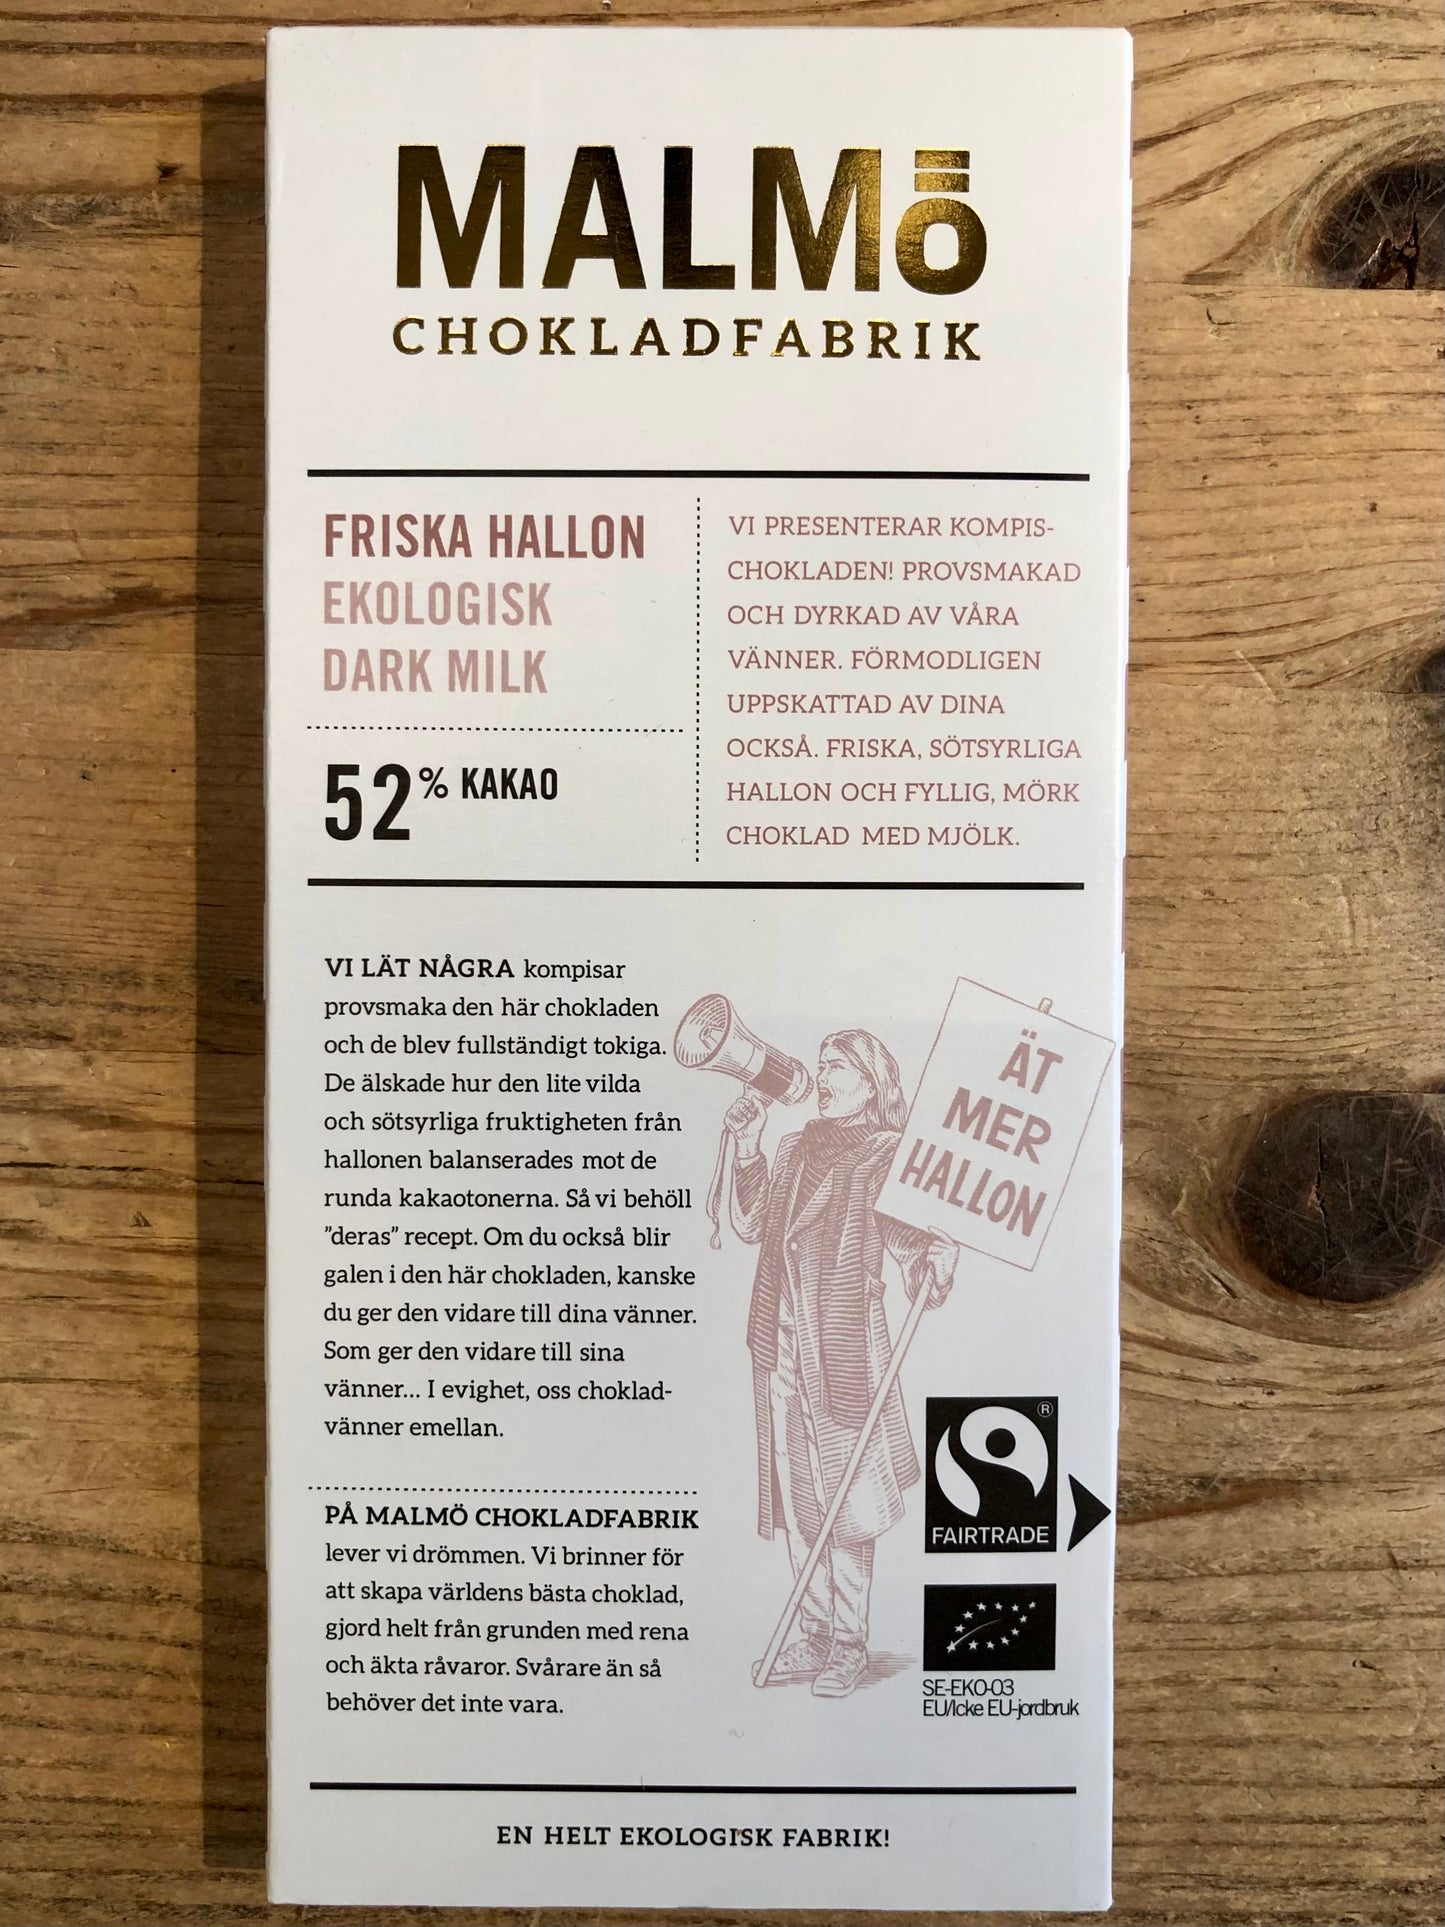 MALMÖ
CHOKLADFABRIK
FRISKA HALLON
EKOLOGISK
DARK MILK
52% KAKAO
VI PRESENTERAR KOMPIS-
CHOKLADEN! PROVSMAKAD
OCH DYRKAD AV VÅRA
VÄNNER. FÖRMODLIGEN
UPPSKATTAD AV DINA
OCKSÅ. FRISKA, SÖTSYRLIGA
HALLON OCH FYLLIG, MÖRK
CHOKLAD MED MJÖLK.
VI LÄT NÅGRA kompisar
provsmaka den här chokladen
och de blev fullständigt tokiga.
De älskade hur den lite vilda
och sötsyrliga fruktigheten från
hallonen balanserades mot de
runda kakaotonerna. Så vi behöll
”deras” recept. Om du också blir
galen i den här chokladen, kanske
du ger den vidare till dina vänner.
Som ger den vidare till sina
vänner... I evighet, oss choklad-
vänner emellan.
ÄT
MER
HALLON
PÅ MALMÖ CHOKLADFABRIK
lever vi drömmen. Vi brinner för
att skapa världens bästa choklad,
gjord helt från grunden med rena
och äkta råvaror. Svårare än så
behöver det inte vara.
®
FAIRTRADE
SE-EKO-03
EU/Icke EU-jordbruk
EN HELT EKOLOGISK FABRIK!